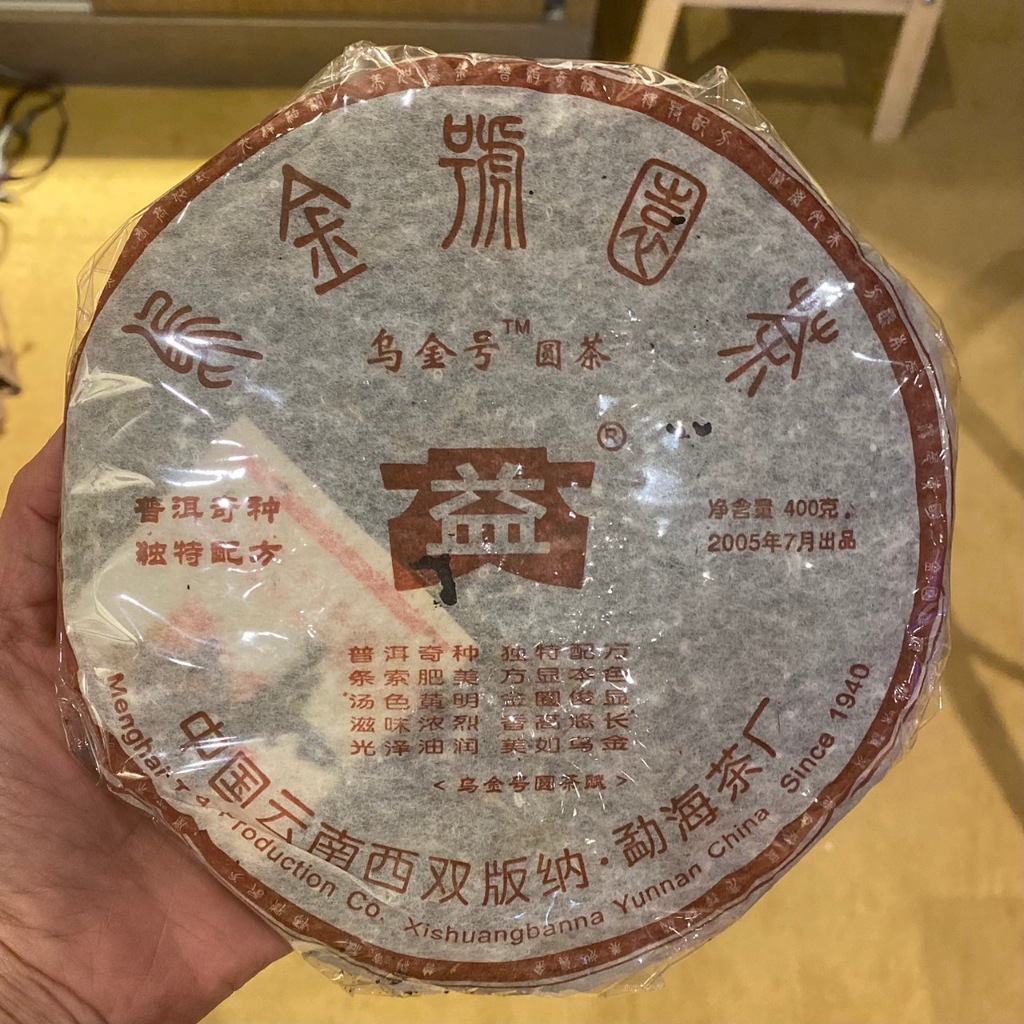 烏金號圓茶
乌金号™圆茶
益®
普洱奇种
独特配方
净含量 400克
2005年7月出品
普洱奇种 独特配方
条索肥美 方显本色
汤色黄明 金圈俊显
滋味浓烈 香高悠长
光泽油润 美如乌金
<乌金号圆茶赋>
中国云南西双版纳·勐海茶厂
Menghai Tea Production Co. Xishuangbanna Yunnan China Since 1940